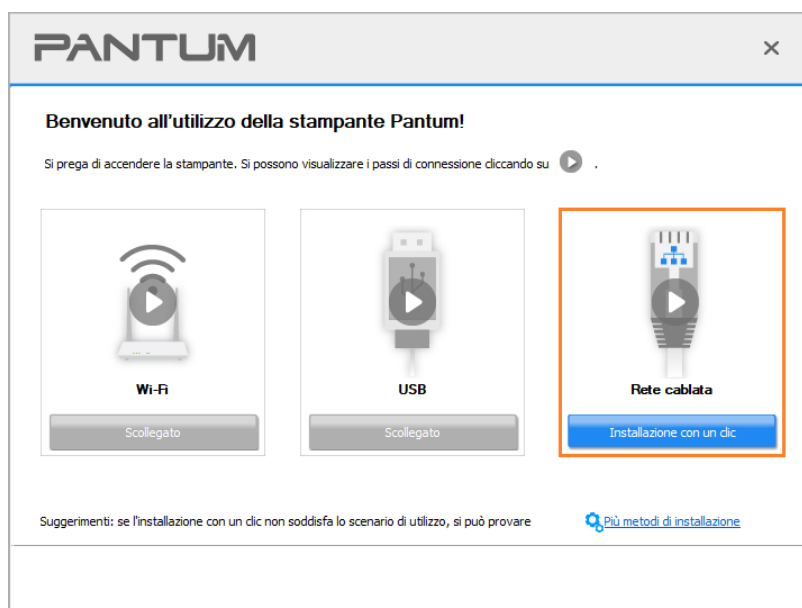 PANTUM
Benvenuto all'utilizzo della stampante Pantum!
Si prega di accendere la stampante. Si possono visualizzare i passi di connessione cliccando su .
Wi-Fi
USB
Rete cablata
Scollegato
Scollegato
Installazione con un clic
Suggerimenti: se l'installazione con un clic non soddisfa lo scenario di utilizzo, si può provare
Più metodi di installazione